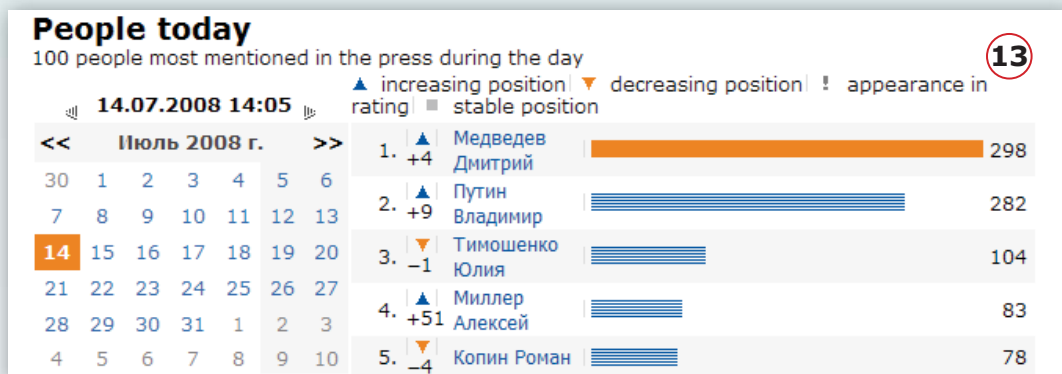 People today
100 people most mentioned in the press during the day
13
▲ increasing position ▼ decreasing position ! appearance in
rating ■ stable position
14.07.2008 14:05
<< Июль 2008 г. >>
30 1 2 3 4 5 6
7 8 9 10 11 12 13
14 15 16 17 18 19 20
21 22 23 24 25 26 27
28 29 30 31 1 2 3
4 5 6 7 8 9 10
1. ▲ +4 Медведев
Дмитрий 298
2. ▲ +9 Путин
Владимир 282
3. ▼ −1 Тимошенко
Юлия 104
4. ▲ +51 Миллер
Алексей 83
5. ▼ −4 Копин Роман 78